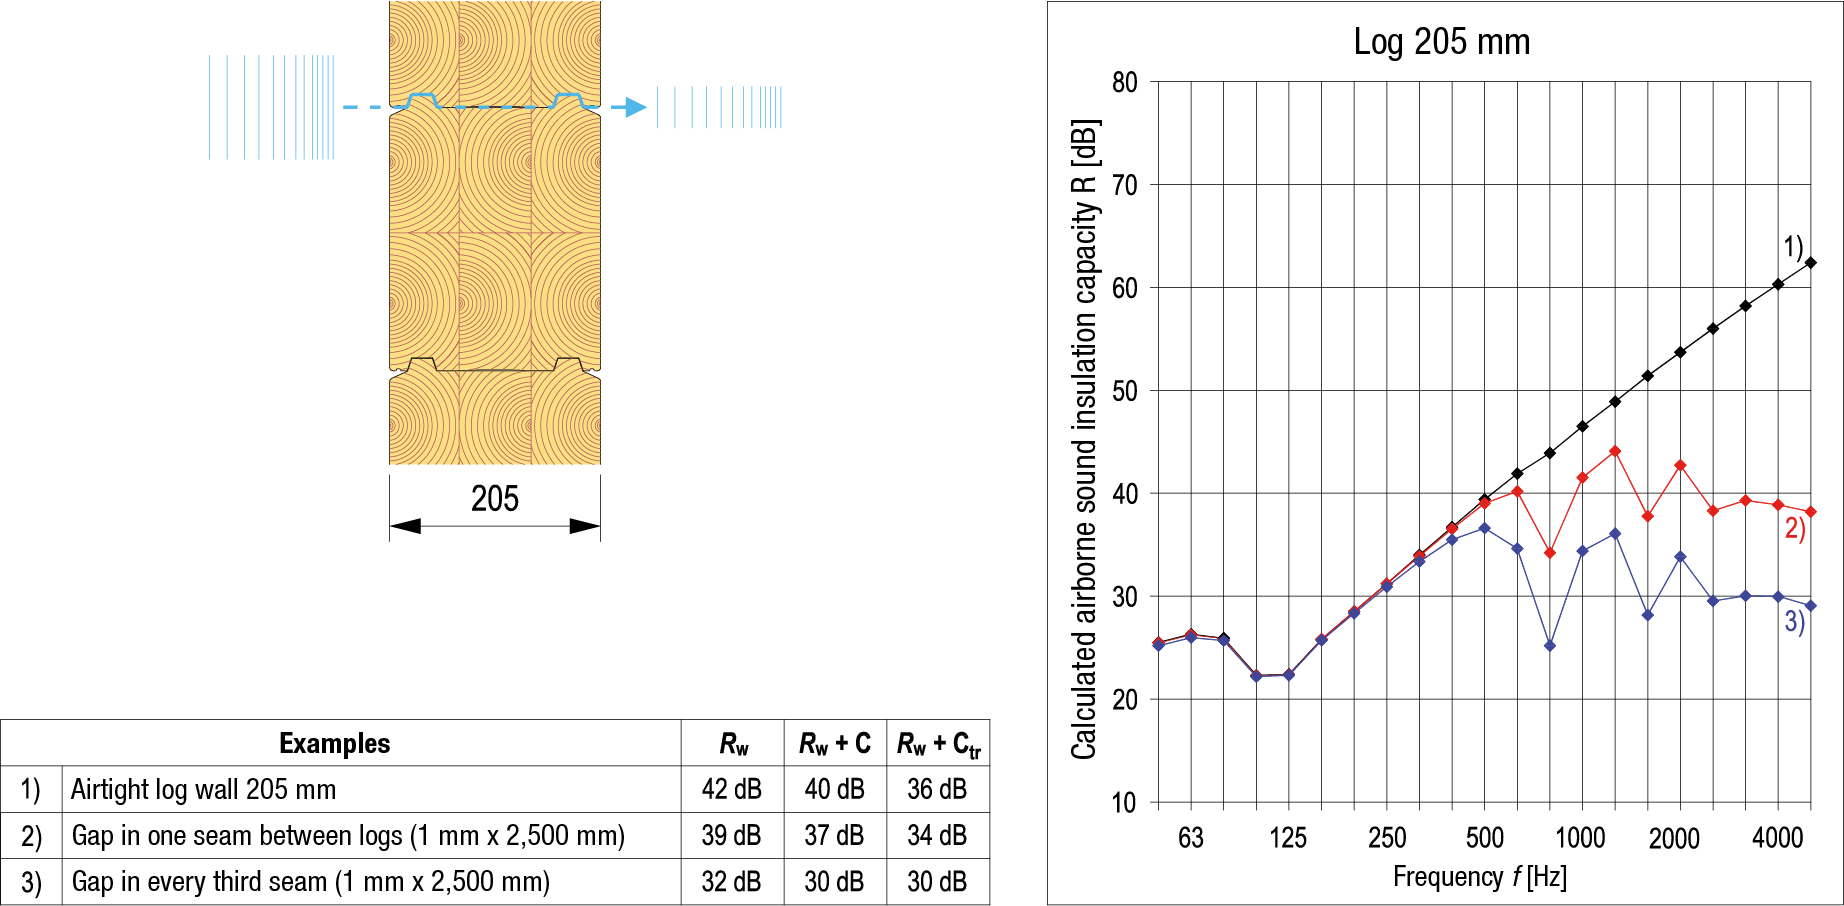 205
Examples Rw Rw + C Rw + Ctr
1) Airtight log wall 205 mm 42 dB 40 dB 36 dB
2) Gap in one seam between logs (1 mm x 2,500 mm) 39 dB 37 dB 34 dB
3) Gap in every third seam (1 mm x 2,500 mm) 32 dB 30 dB 30 dB
Log 205 mm
Calculated airborne sound insulation capacity R [dB]
80
70
60
50
40
30
20
10
1)
2)
3)
63 125 250 500 1000 2000 4000
Frequency f [Hz]